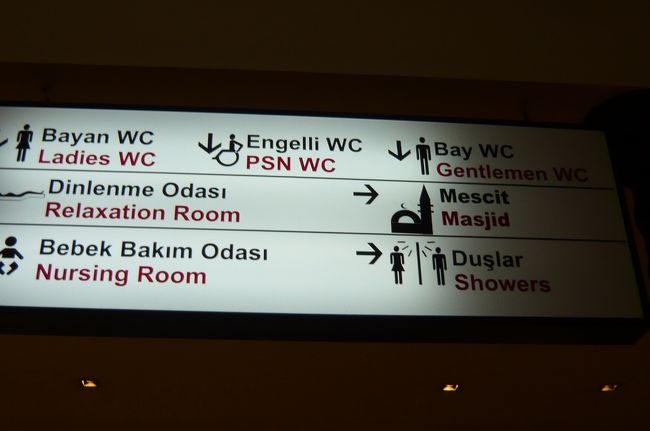 Bayan WC
Ladies WC
Engelli WC
PSN WC
Bay WC
Gentlemen WC
Dinlenme Odası
Relaxation Room
Mescit
Masjid
Bebek Bakım Odası
Nursing Room
Duşlar
Showers